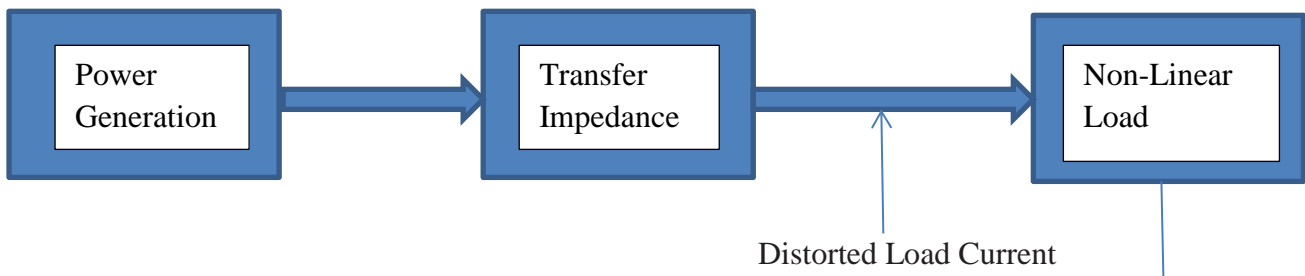 Power
Generation
Transfer
Impedance
Non-Linear
Load
Distorted Load Current